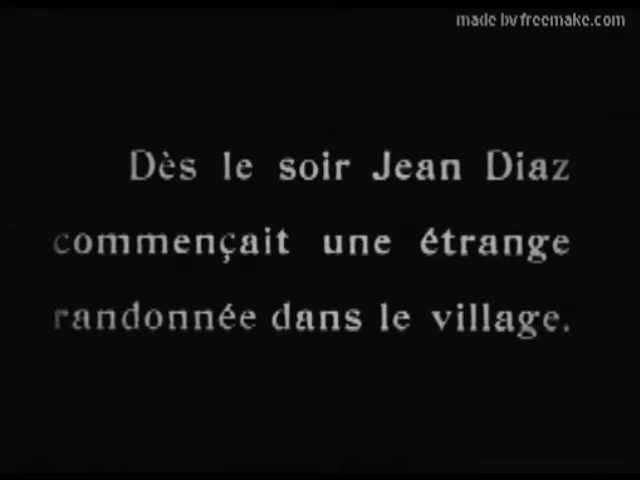 made by freemake.com
Dès le soir Jean Diaz
commençait une étrange
randonnée dans le village.